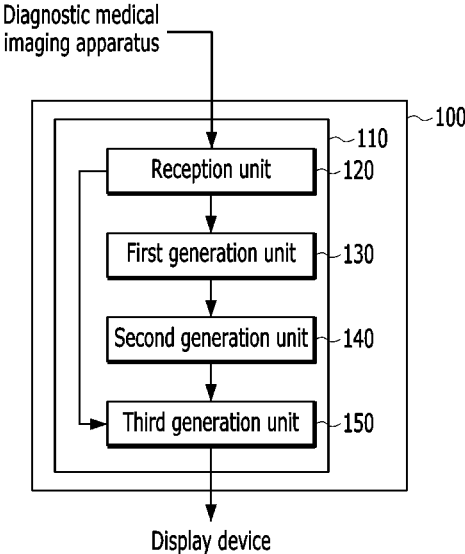 Diagnostic medical
imaging apparatus
100
110
Reception unit
120
First generation unit
130
Second generation unit
140
Third generation unit
150
Display device